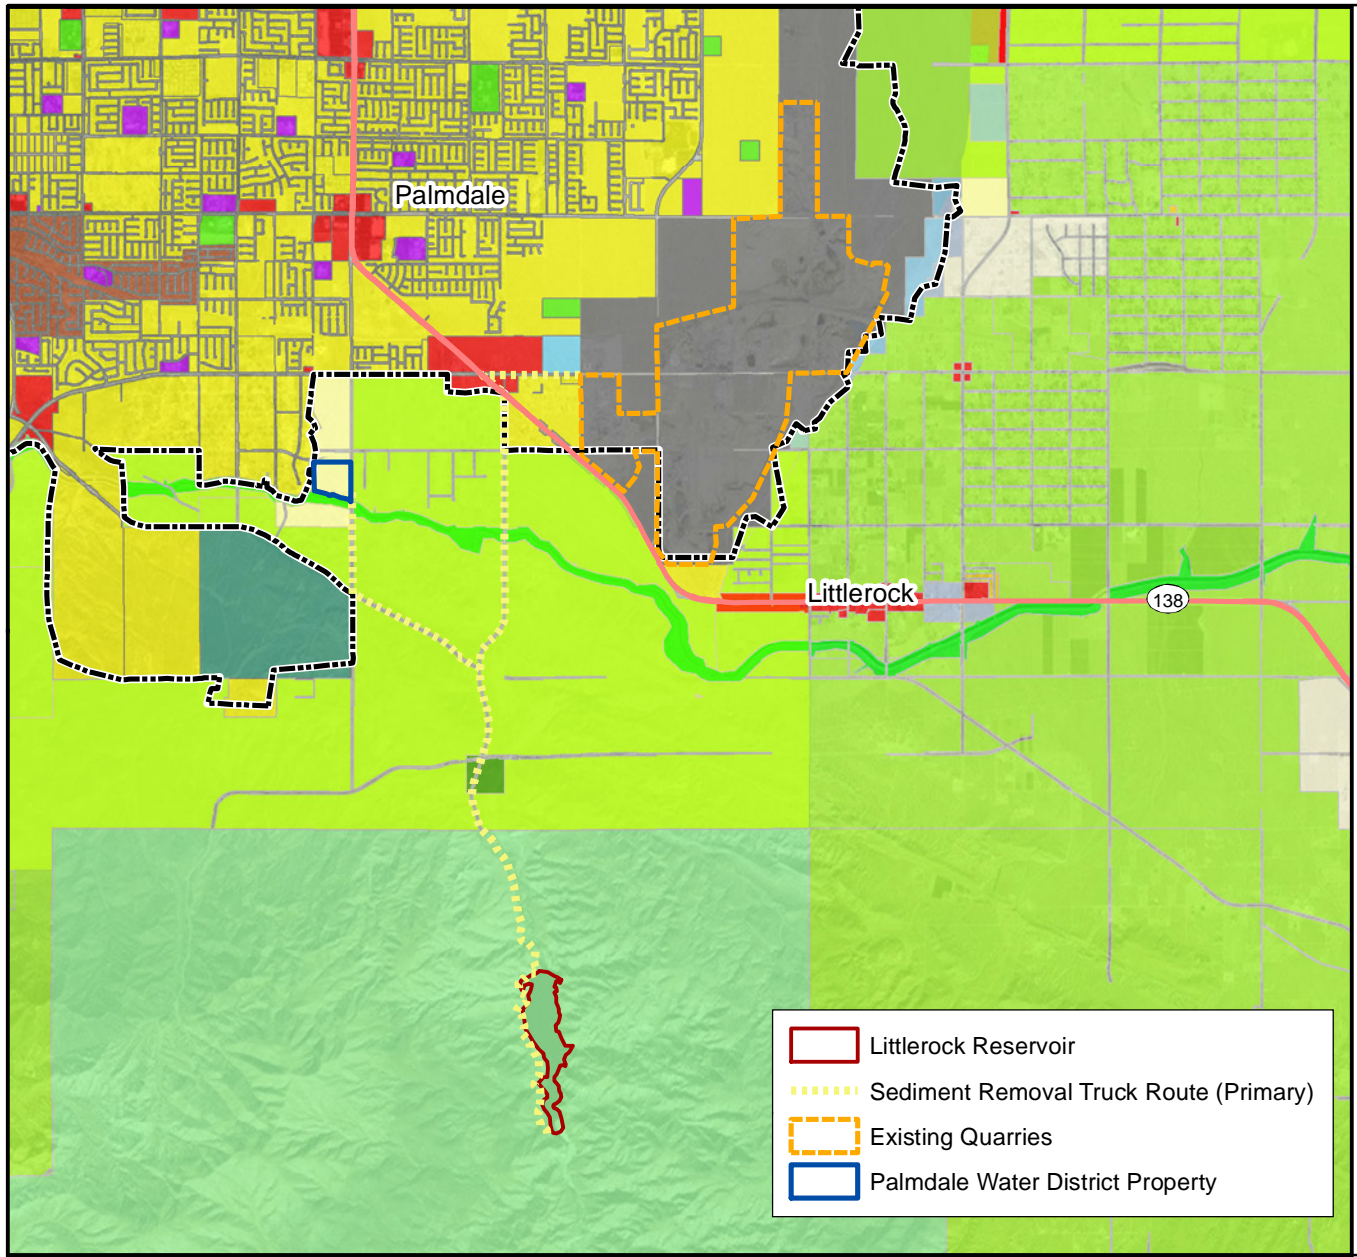 Palmdale
Littlerock
138
Littlerock Reservoir
Sediment Removal Truck Route (Primary)
Existing Quarries
Palmdale Water District Property